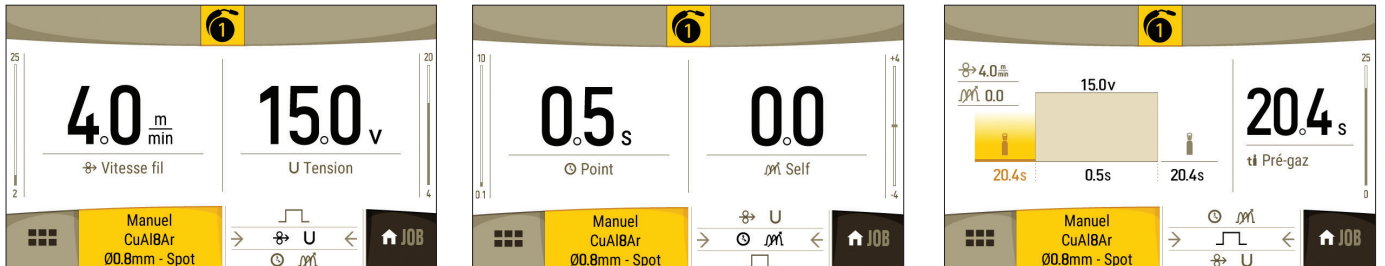 1
25
20
4.0 m/min
15.0 v
Vitesse fil
U Tension
2
4
Manuel
CuAl8Ar
Ø0.8mm - Spot
U
JOB
1
10
+4
0.5 s
0.0
Point
Self
0.1
-4
Manuel
CuAl8Ar
Ø0.8mm - Spot
U
JOB
1
25
4.0 m/min
0.0
15.0v
20.4 s
Pré-gaz
20.4s
0.5s
20.4s
0
Manuel
CuAl8Ar
Ø0.8mm - Spot
U
JOB